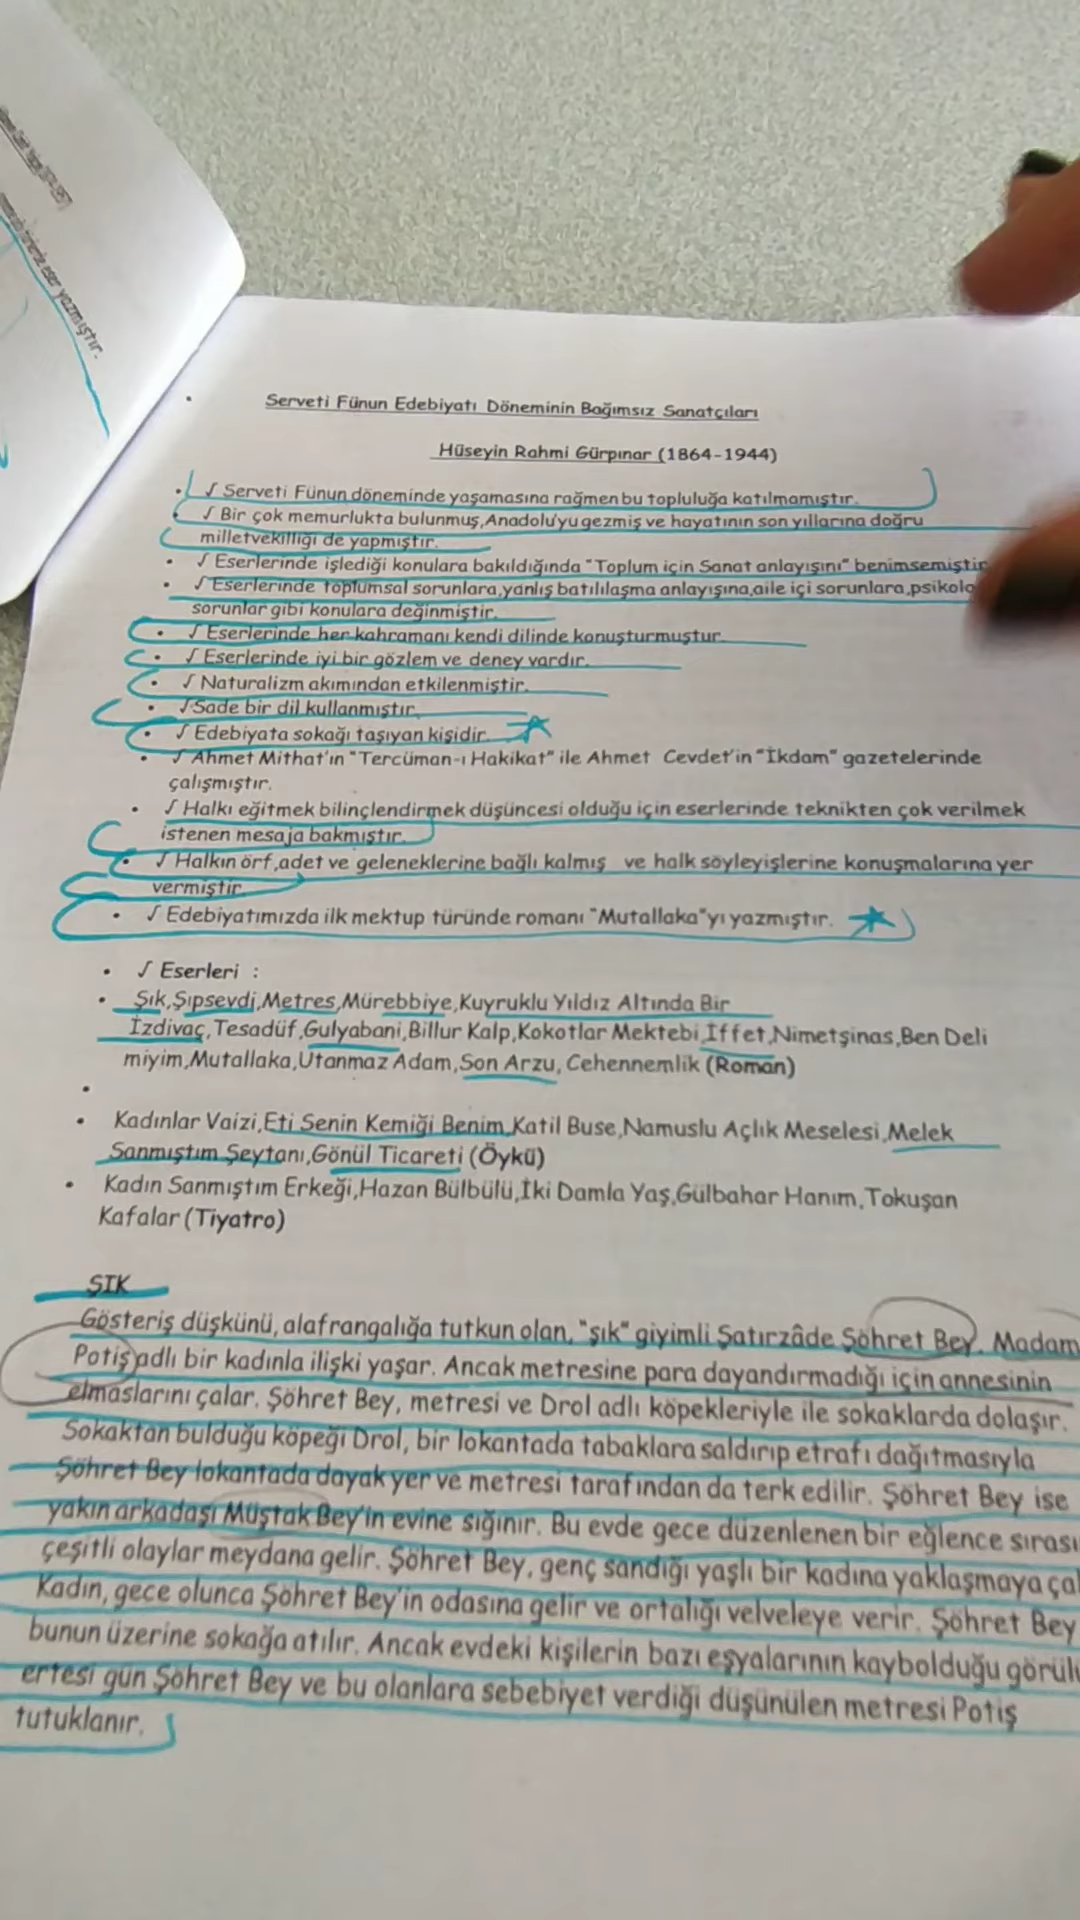 eser yazmıştır.
Serveti Fünun Edebiyatı Döneminin Bağımsız Sanatçıları
Hüseyin Rahmi Gürpınar (1864-1944)
• √ Serveti Fünun döneminde yaşamasına rağmen bu topluluğa katılmamıştır.
• √ Bir çok memurlukta bulunmuş,Anadolu'yu gezmiş ve hayatının son yıllarına doğru
milletvekilliği de yapmıştır.
• √ Eserlerinde işlediği konulara bakıldığında "Toplum için Sanat anlayışını" benimsemiştir
• √ Eserlerinde toplumsal sorunlara,yanlış batılılaşma anlayışına,aile içi sorunlara,psikolo
sorunlar gibi konulara değinmiştir.
• √ Eserlerinde her kahramanı kendi dilinde konuşturmuştur.
• √ Eserlerinde iyi bir gözlem ve deney vardır.
• √ Naturalizm akımından etkilenmiştir.
• √Sade bir dil kullanmıştır.
• √ Edebiyata sokağı taşıyan kişidir.
• √ Ahmet Mithat'ın "Tercüman-ı Hakikat" ile Ahmet Cevdet'in "İkdam" gazetelerinde
çalışmıştır.
• √ Halkı eğitmek bilinçlendirmek düşüncesi olduğu için eserlerinde teknikten çok verilmek
istenen mesaja bakmıştır.
• √ Halkın örf,adet ve geleneklerine bağlı kalmış ve halk söyleyişlerine konuşmalarına yer
vermiştir.
• √ Edebiyatımızda ilk mektup türünde romanı "Mutallaka"yı yazmıştır.
• √ Eserleri :
• Şık,Şıpsevdi,Metres,Mürebbiye,Kuyruklu Yıldız Altında Bir
İzdivaç,Tesadüf,Gulyabani,Billur Kalp,Kokotlar Mektebi,İffet,Nimetşinas,Ben Deli
miyim,Mutallaka,Utanmaz Adam,Son Arzu, Cehennemlik (Roman)
•
• Kadınlar Vaizi,Eti Senin Kemiği Benim,Katil Buse,Namuslu Açlık Meselesi,Melek
Sanmıştım Şeytanı,Gönül Ticareti (Öykü)
• Kadın Sanmıştım Erkeği,Hazan Bülbülü,İki Damla Yaş,Gülbahar Hanım,Tokuşan
Kafalar (Tiyatro)
ŞIK
Gösteriş düşkünü, alafrangalığa tutkun olan, "şık" giyimli Şatırzâde Şöhret Bey, Madam
Potiş adlı bir kadınla ilişki yaşar. Ancak metresine para dayandırmadığı için annesinin
elmaslarını çalar. Şöhret Bey, metresi ve Drol adlı köpekleriyle ile sokaklarda dolaşır.
Sokaktan bulduğu köpeği Drol, bir lokantada tabaklara saldırıp etrafı dağıtmasıyla
Şöhret Bey lokantada dayak yer ve metresi tarafından da terk edilir. Şöhret Bey ise
yakın arkadaşı Müştak Bey'in evine sığınır. Bu evde gece düzenlenen bir eğlence sırası
çeşitli olaylar meydana gelir. Şöhret Bey, genç sandığı yaşlı bir kadına yaklaşmaya çal
Kadın, gece olunca Şöhret Bey'in odasına gelir ve ortalığı velveleye verir. Şöhret Bey
bunun üzerine sokağa atılır. Ancak evdeki kişilerin bazı eşyalarının kaybolduğu görülü
ertesi gün Şöhret Bey ve bu olanlara sebebiyet verdiği düşünülen metresi Potiş
tutuklanır.